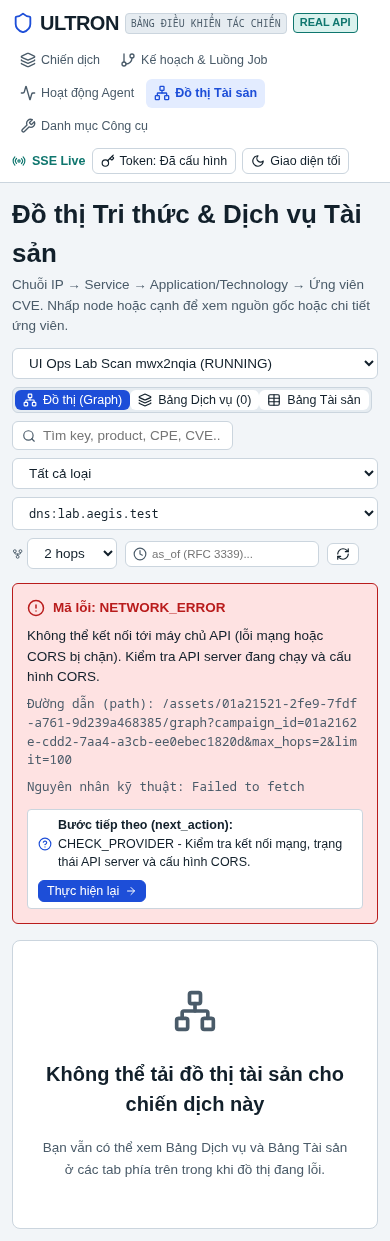 ULTRON BẢNG ĐIỀU KHIỂN TÁC CHIẾN REAL API
Chiến dịch Kế hoạch & Luồng Job
Hoạt động Agent Đồ thị Tài sản
Danh mục Công cụ
SSE Live Token: Đã cấu hình Giao diện tối
Đồ thị Tri thức & Dịch vụ Tài
sản
Chuỗi IP → Service → Application/Technology → Ứng viên
CVE. Nhấp node hoặc cạnh để xem nguồn gốc hoặc chi tiết
ứng viên.
UI Ops Lab Scan mwx2nqia (RUNNING)
Đồ thị (Graph) Bảng Dịch vụ (0) Bảng Tài sản
Tìm key, product, CPE, CVE..
Tất cả loại
dns:lab.aegis.test
2 hops as_of (RFC 3339)...
Mã lỗi: NETWORK_ERROR
Không thể kết nối tới máy chủ API (lỗi mạng hoặc
CORS bị chặn). Kiểm tra API server đang chạy và cấu
hình CORS.
Đường dẫn (path): /assets/01a21521-2fe9-7fdf
-a761-9d239a468385/graph?campaign_id=01a2162
e-cdd2-7aa4-a3cb-ee0ebec1820d&max_hops=2&lim
it=100
Nguyên nhân kỹ thuật: Failed to fetch
Bước tiếp theo (next_action):
CHECK_PROVIDER - Kiểm tra kết nối mạng, trạng
thái API server và cấu hình CORS.
Thực hiện lại →
Không thể tải đồ thị tài sản cho
chiến dịch này
Bạn vẫn có thể xem Bảng Dịch vụ và Bảng Tài sản
ở các tab phía trên trong khi đồ thị đang lỗi.